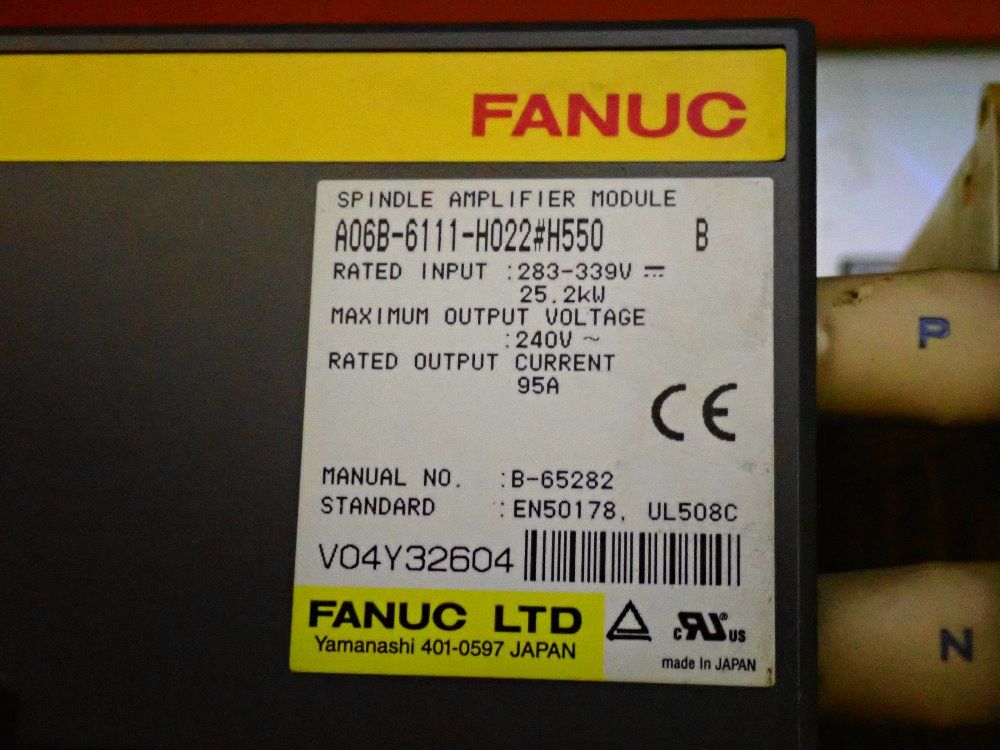 FANUC
SPINDLE AMPLIFIER MODULE
A06B-6111-H022#H550 B
RATED INPUT :283-339V ⎓
25.2kW
MAXIMUM OUTPUT VOLTAGE
:240V ~
RATED OUTPUT CURRENT
95A
CE
MANUAL NO. :B-65282
STANDARD :EN50178, UL508C
V04Y32604
FANUC LTD
Yamanashi 401-0597 JAPAN
c RU® US
made in JAPAN
P
N